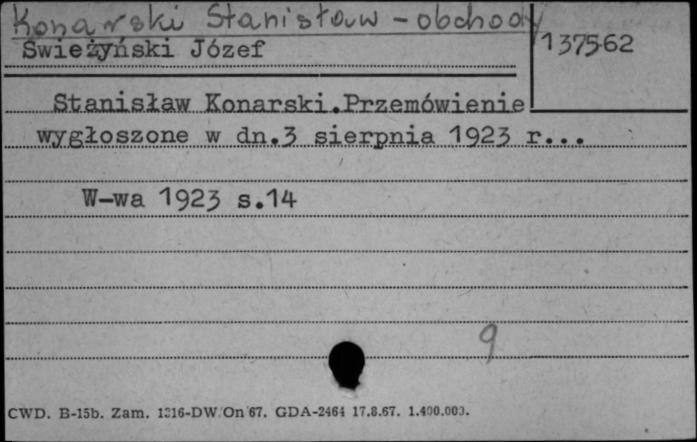 Konarski Stanisław - obchody
Świeżyński Józef
137562
Stanisław Konarski.Przemówienie
wygłoszone w dn.3 sierpnia 1923 r...
W-wa 1923 s.14
9
CWD. B-15b. Zam. 1316-DW/On/67. GDA-2464 17.8.67. 1.400.000.